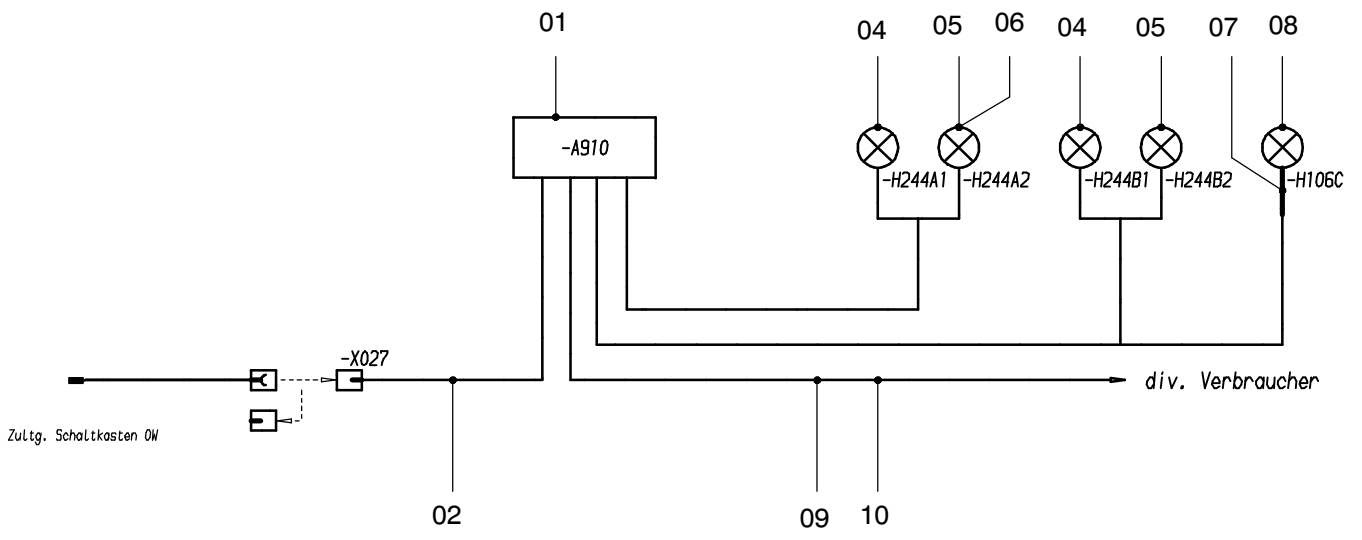 01
04
05
06
04
05
07
08
-A910
-H244A1
-H244A2
-H244B1
-H244B2
-H106C
-X027
div. Verbraucher
Zultg. Schaltkasten OW
02
09
10